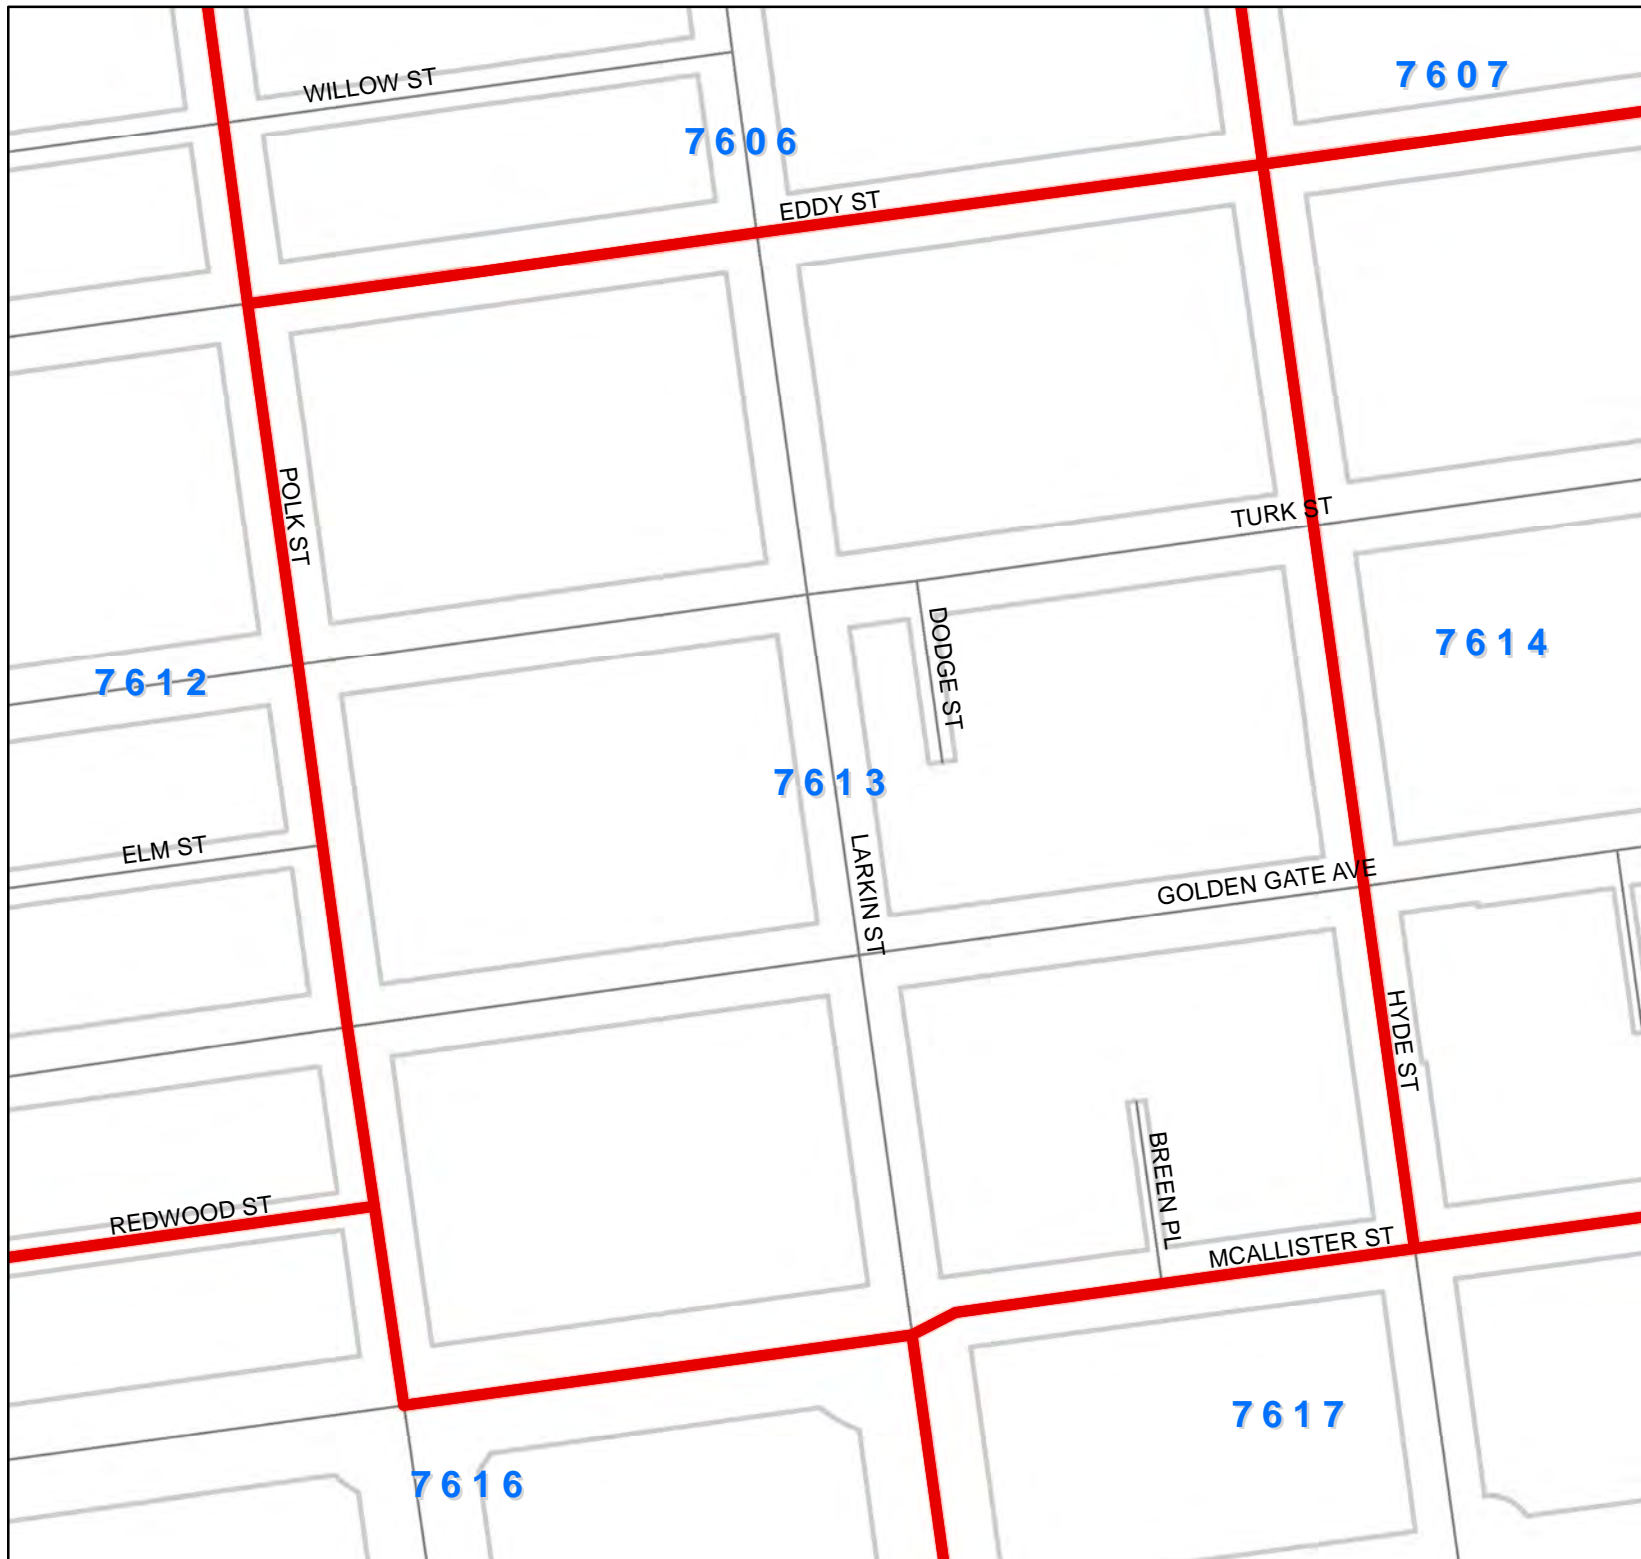 7607
WILLOW ST
7606
EDDY ST
POLK ST
TURK ST
DODGE ST
7614
7612
7613
ELM ST
LARKIN ST
GOLDEN GATE AVE
HYDE ST
BREEN PL
REDWOOD ST
MCALLISTER ST
7617
7616